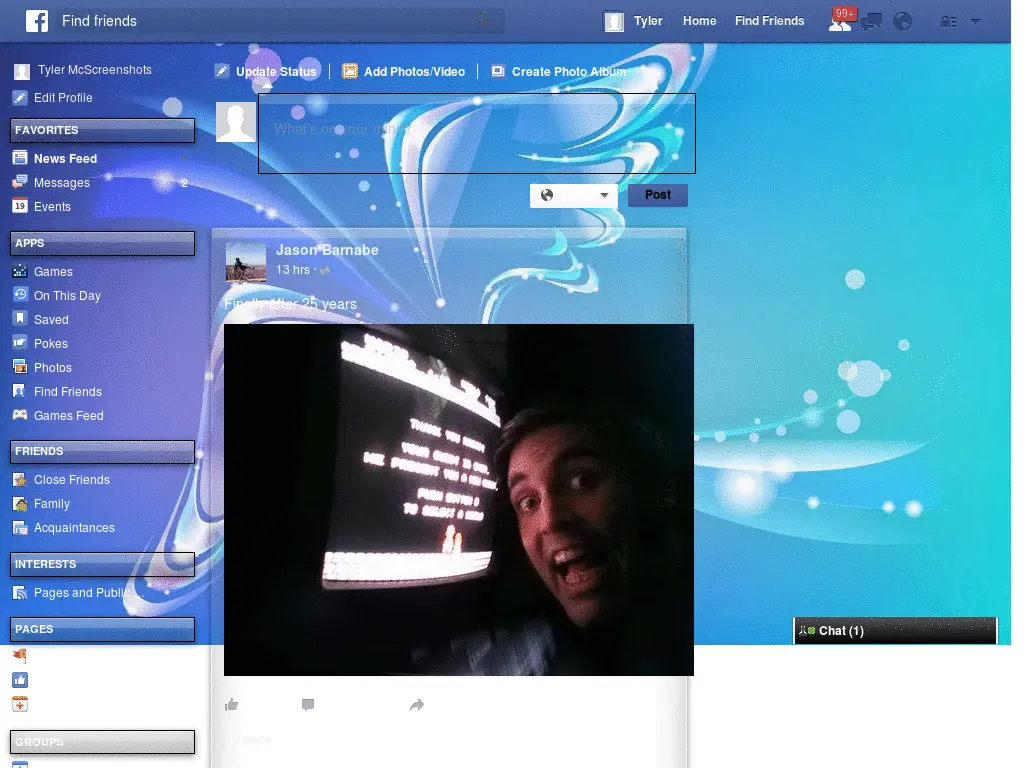 Find friends
Tyler
Home
Find Friends
99+
Tyler McScreenshots
Edit Profile
FAVORITES
News Feed
Messages
2
19
Events
APPS
Games
On This Day
Saved
Pokes
Photos
Find Friends
Games Feed
FRIENDS
Close Friends
Family
Acquaintances
INTERESTS
Pages and Public
PAGES
GROUPS
Update Status
Add Photos/Video
Create Photo Album
What's on your mind?
Post
Jason Barnabe
13 hrs ·
Finally after 25 years
THANK YOU MARIO.
YOUR QUEST IS OVER.
WE PRESENT YOU A NEW QUEST.
PUSH BUTTON B
TO SELECT A WORLD
Chat (1)